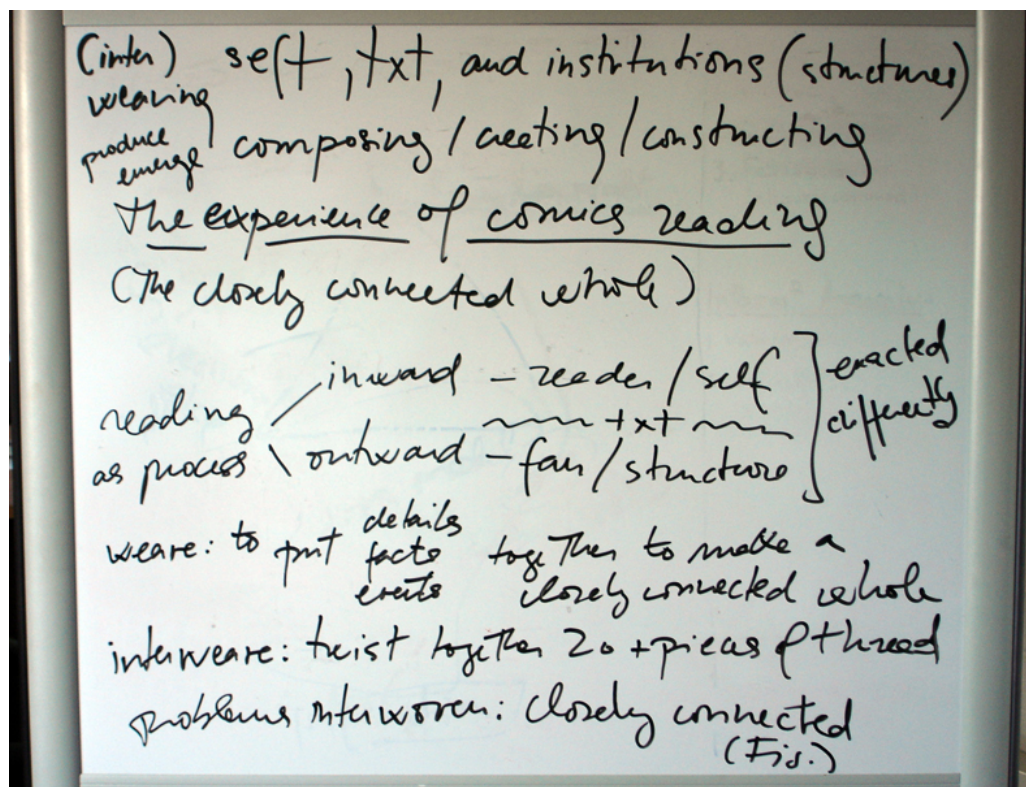 (inter) self, txt, and institutions (structures)
weaving
produce
emerge
composing / creating / constructing
the experience of comics reading
(The closely connected whole)
inward – reader / self
reading
~~~ txt ~~~
enacted
differently
as process \ outward – fan / structure
details
weave: to put facts together to make a
events closely connected whole
interweave: twist together 2 or + pieces of thread
problems interwoven: closely connected
(Fig.)